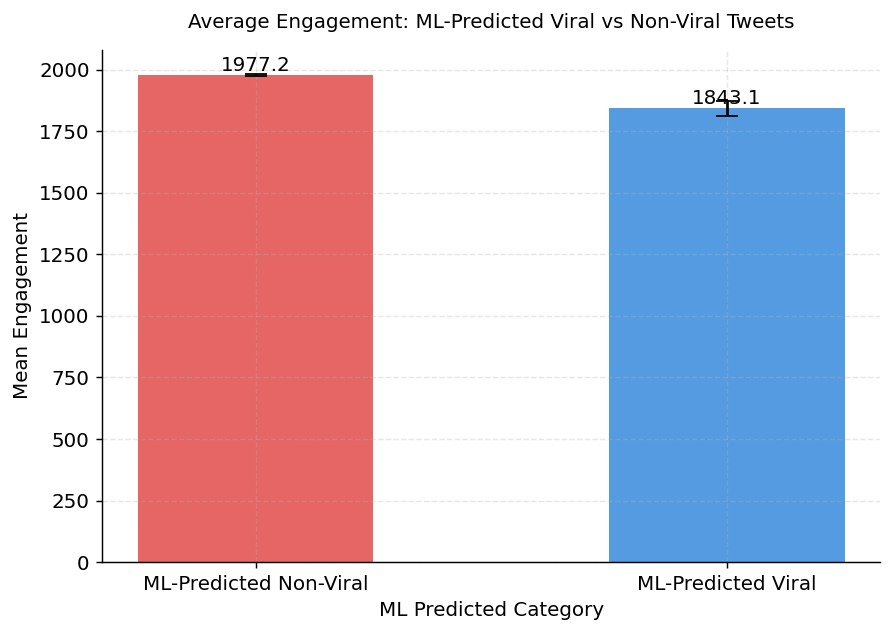 Average Engagement: ML-Predicted Viral vs Non-Viral Tweets
Mean Engagement
2000
1750
1500
1250
1000
750
500
250
0
1977.2
1843.1
ML-Predicted Non-Viral
ML-Predicted Viral
ML Predicted Category